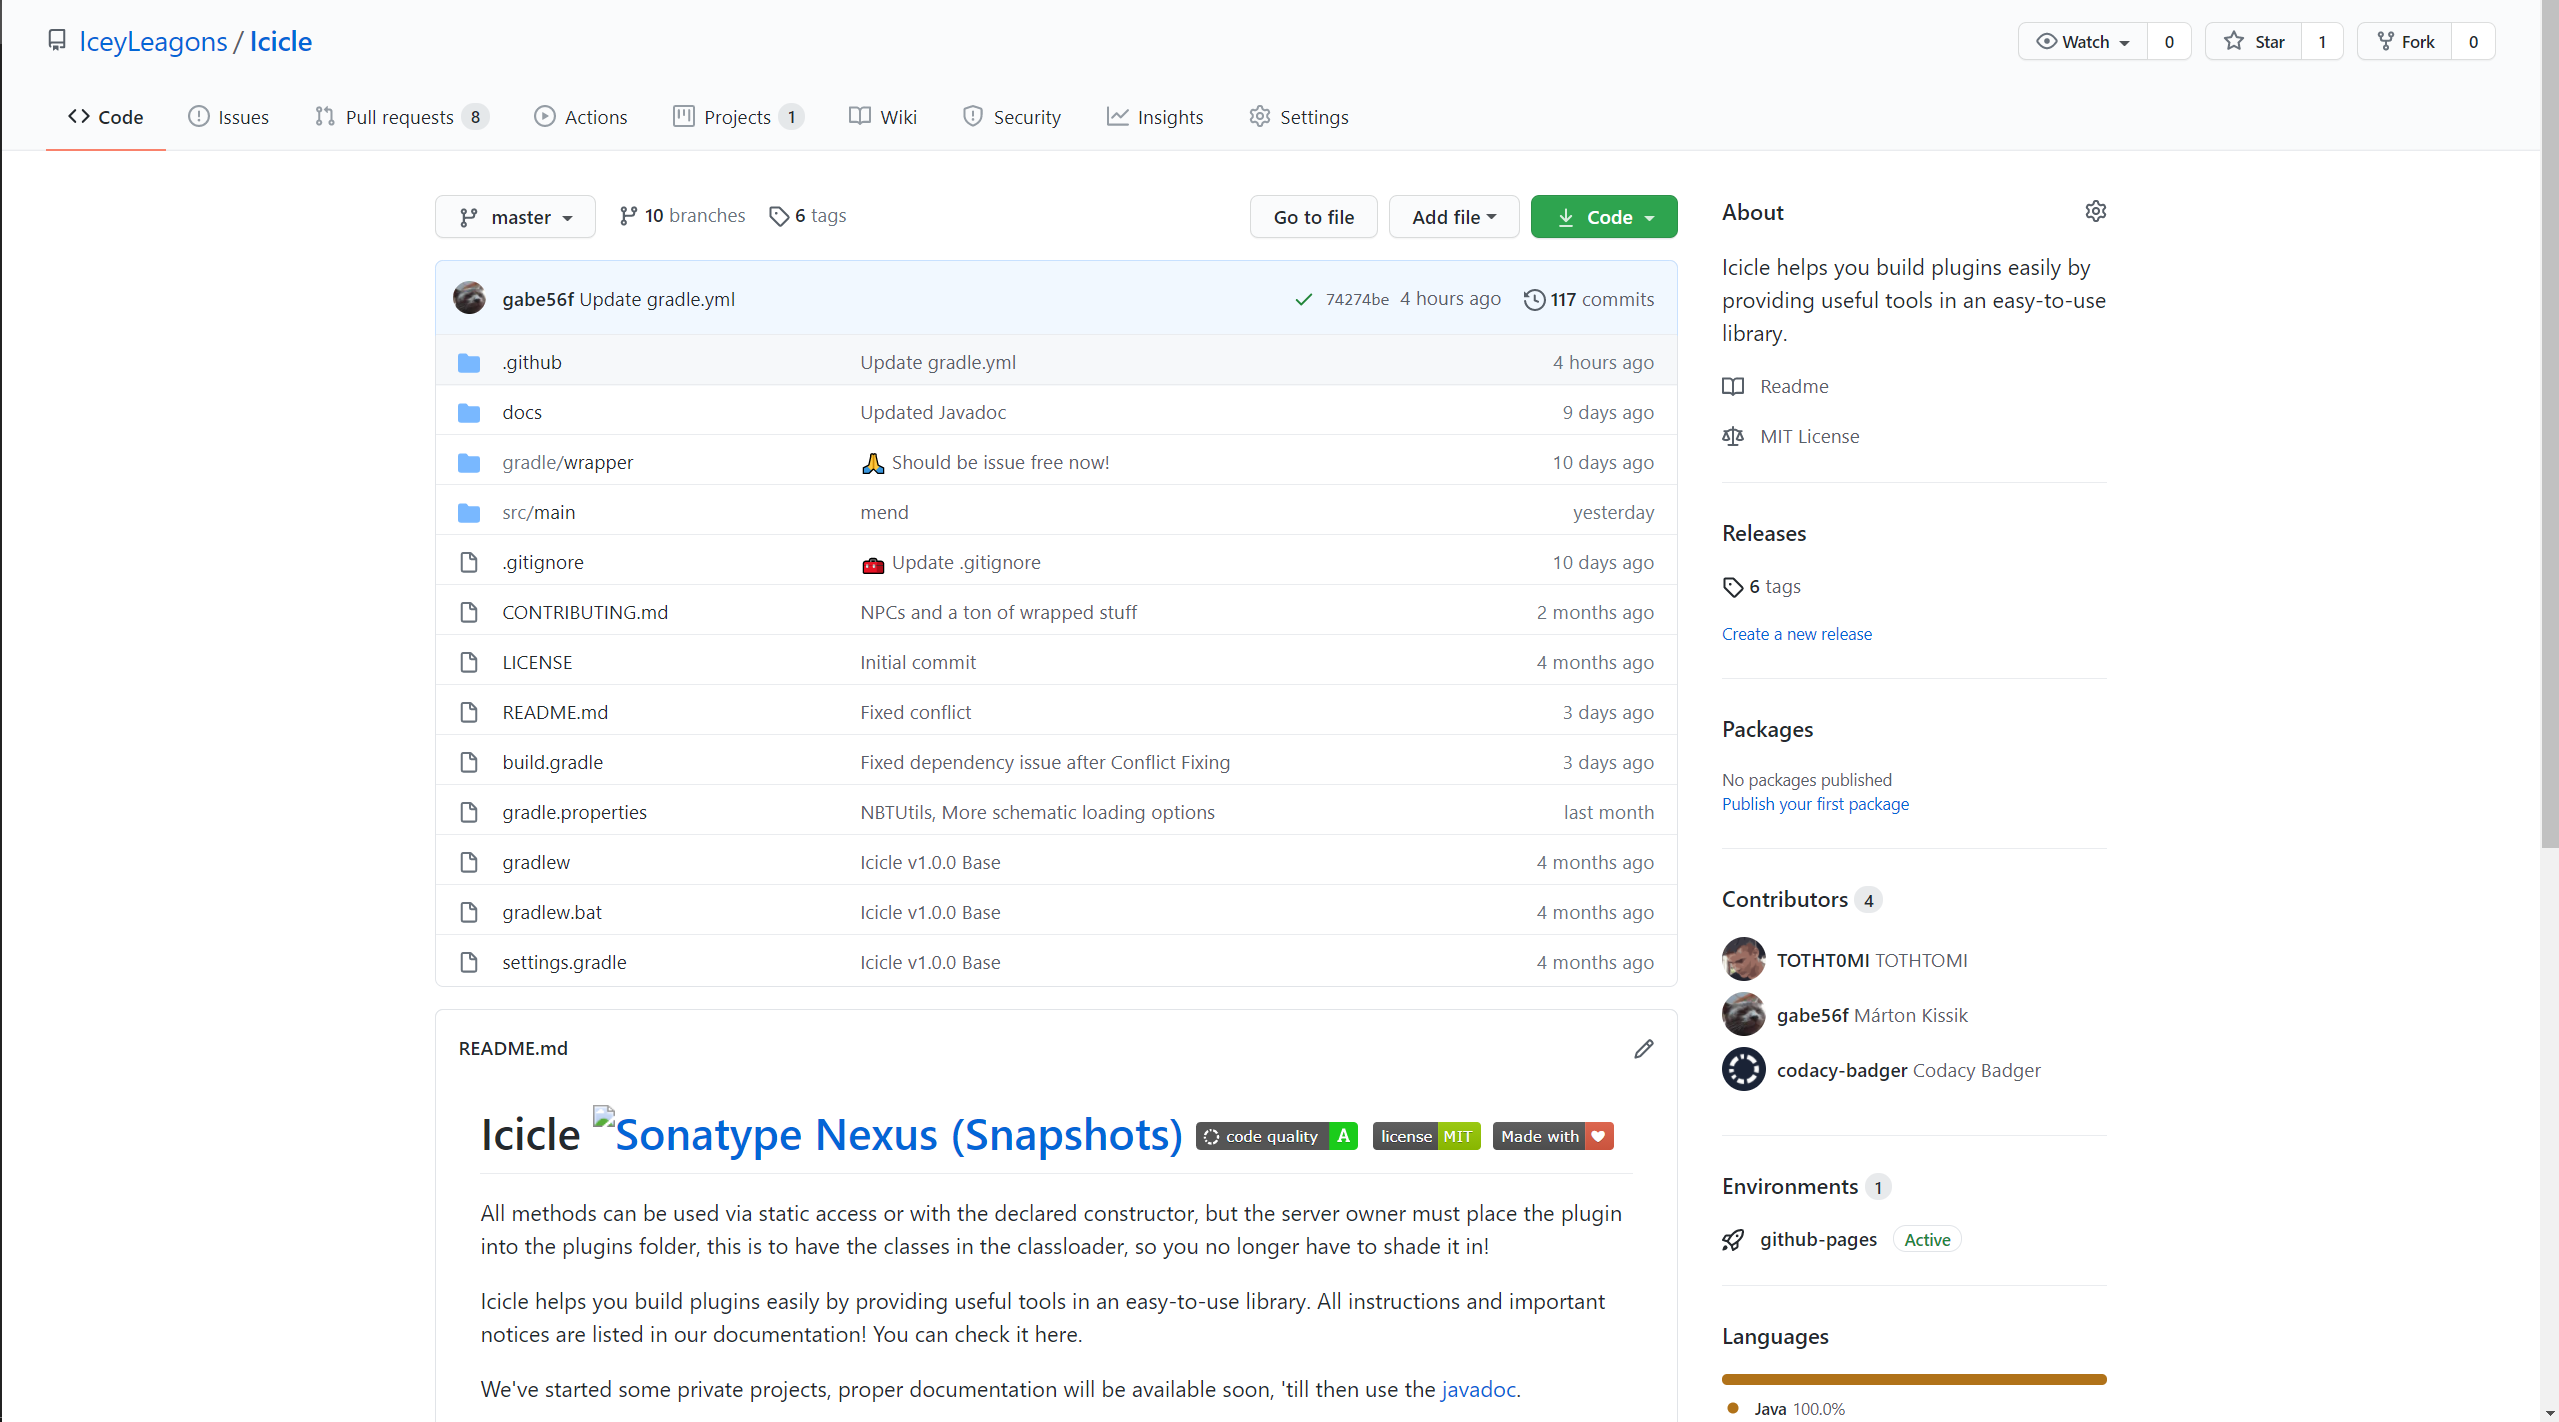 IceyLeagons / Icicle
Watch 0 Star 1 Fork 0
Code Issues Pull requests 8 Actions Projects 1 Wiki Security Insights Settings
master 10 branches 6 tags Go to file Add file Code
gabe56f Update gradle.yml 74274be 4 hours ago 117 commits
.github Update gradle.yml 4 hours ago
docs Updated Javadoc 9 days ago
gradle/wrapper 🙏 Should be issue free now! 10 days ago
src/main mend yesterday
.gitignore 🧰 Update .gitignore 10 days ago
CONTRIBUTING.md NPCs and a ton of wrapped stuff 2 months ago
LICENSE Initial commit 4 months ago
README.md Fixed conflict 3 days ago
build.gradle Fixed dependency issue after Conflict Fixing 3 days ago
gradle.properties NBTUtils, More schematic loading options last month
gradlew Icicle v1.0.0 Base 4 months ago
gradlew.bat Icicle v1.0.0 Base 4 months ago
settings.gradle Icicle v1.0.0 Base 4 months ago
README.md
Icicle Sonatype Nexus (Snapshots) code quality A license MIT Made with ♥
All methods can be used via static access or with the declared constructor, but the server owner must place the plugin
into the plugins folder, this is to have the classes in the classloader, so you no longer have to shade it in!
Icicle helps you build plugins easily by providing useful tools in an easy-to-use library. All instructions and important
notices are listed in our documentation! You can check it here.
We've started some private projects, proper documentation will be available soon, 'till then use the javadoc.
About
Icicle helps you build plugins easily by
providing useful tools in an easy-to-use
library.
Readme
MIT License
Releases
6 tags
Create a new release
Packages
No packages published
Publish your first package
Contributors 4
TOTHT0MI TOTHTOMI
gabe56f Márton Kissik
codacy-badger Codacy Badger
Environments 1
github-pages Active
Languages
Java 100.0%